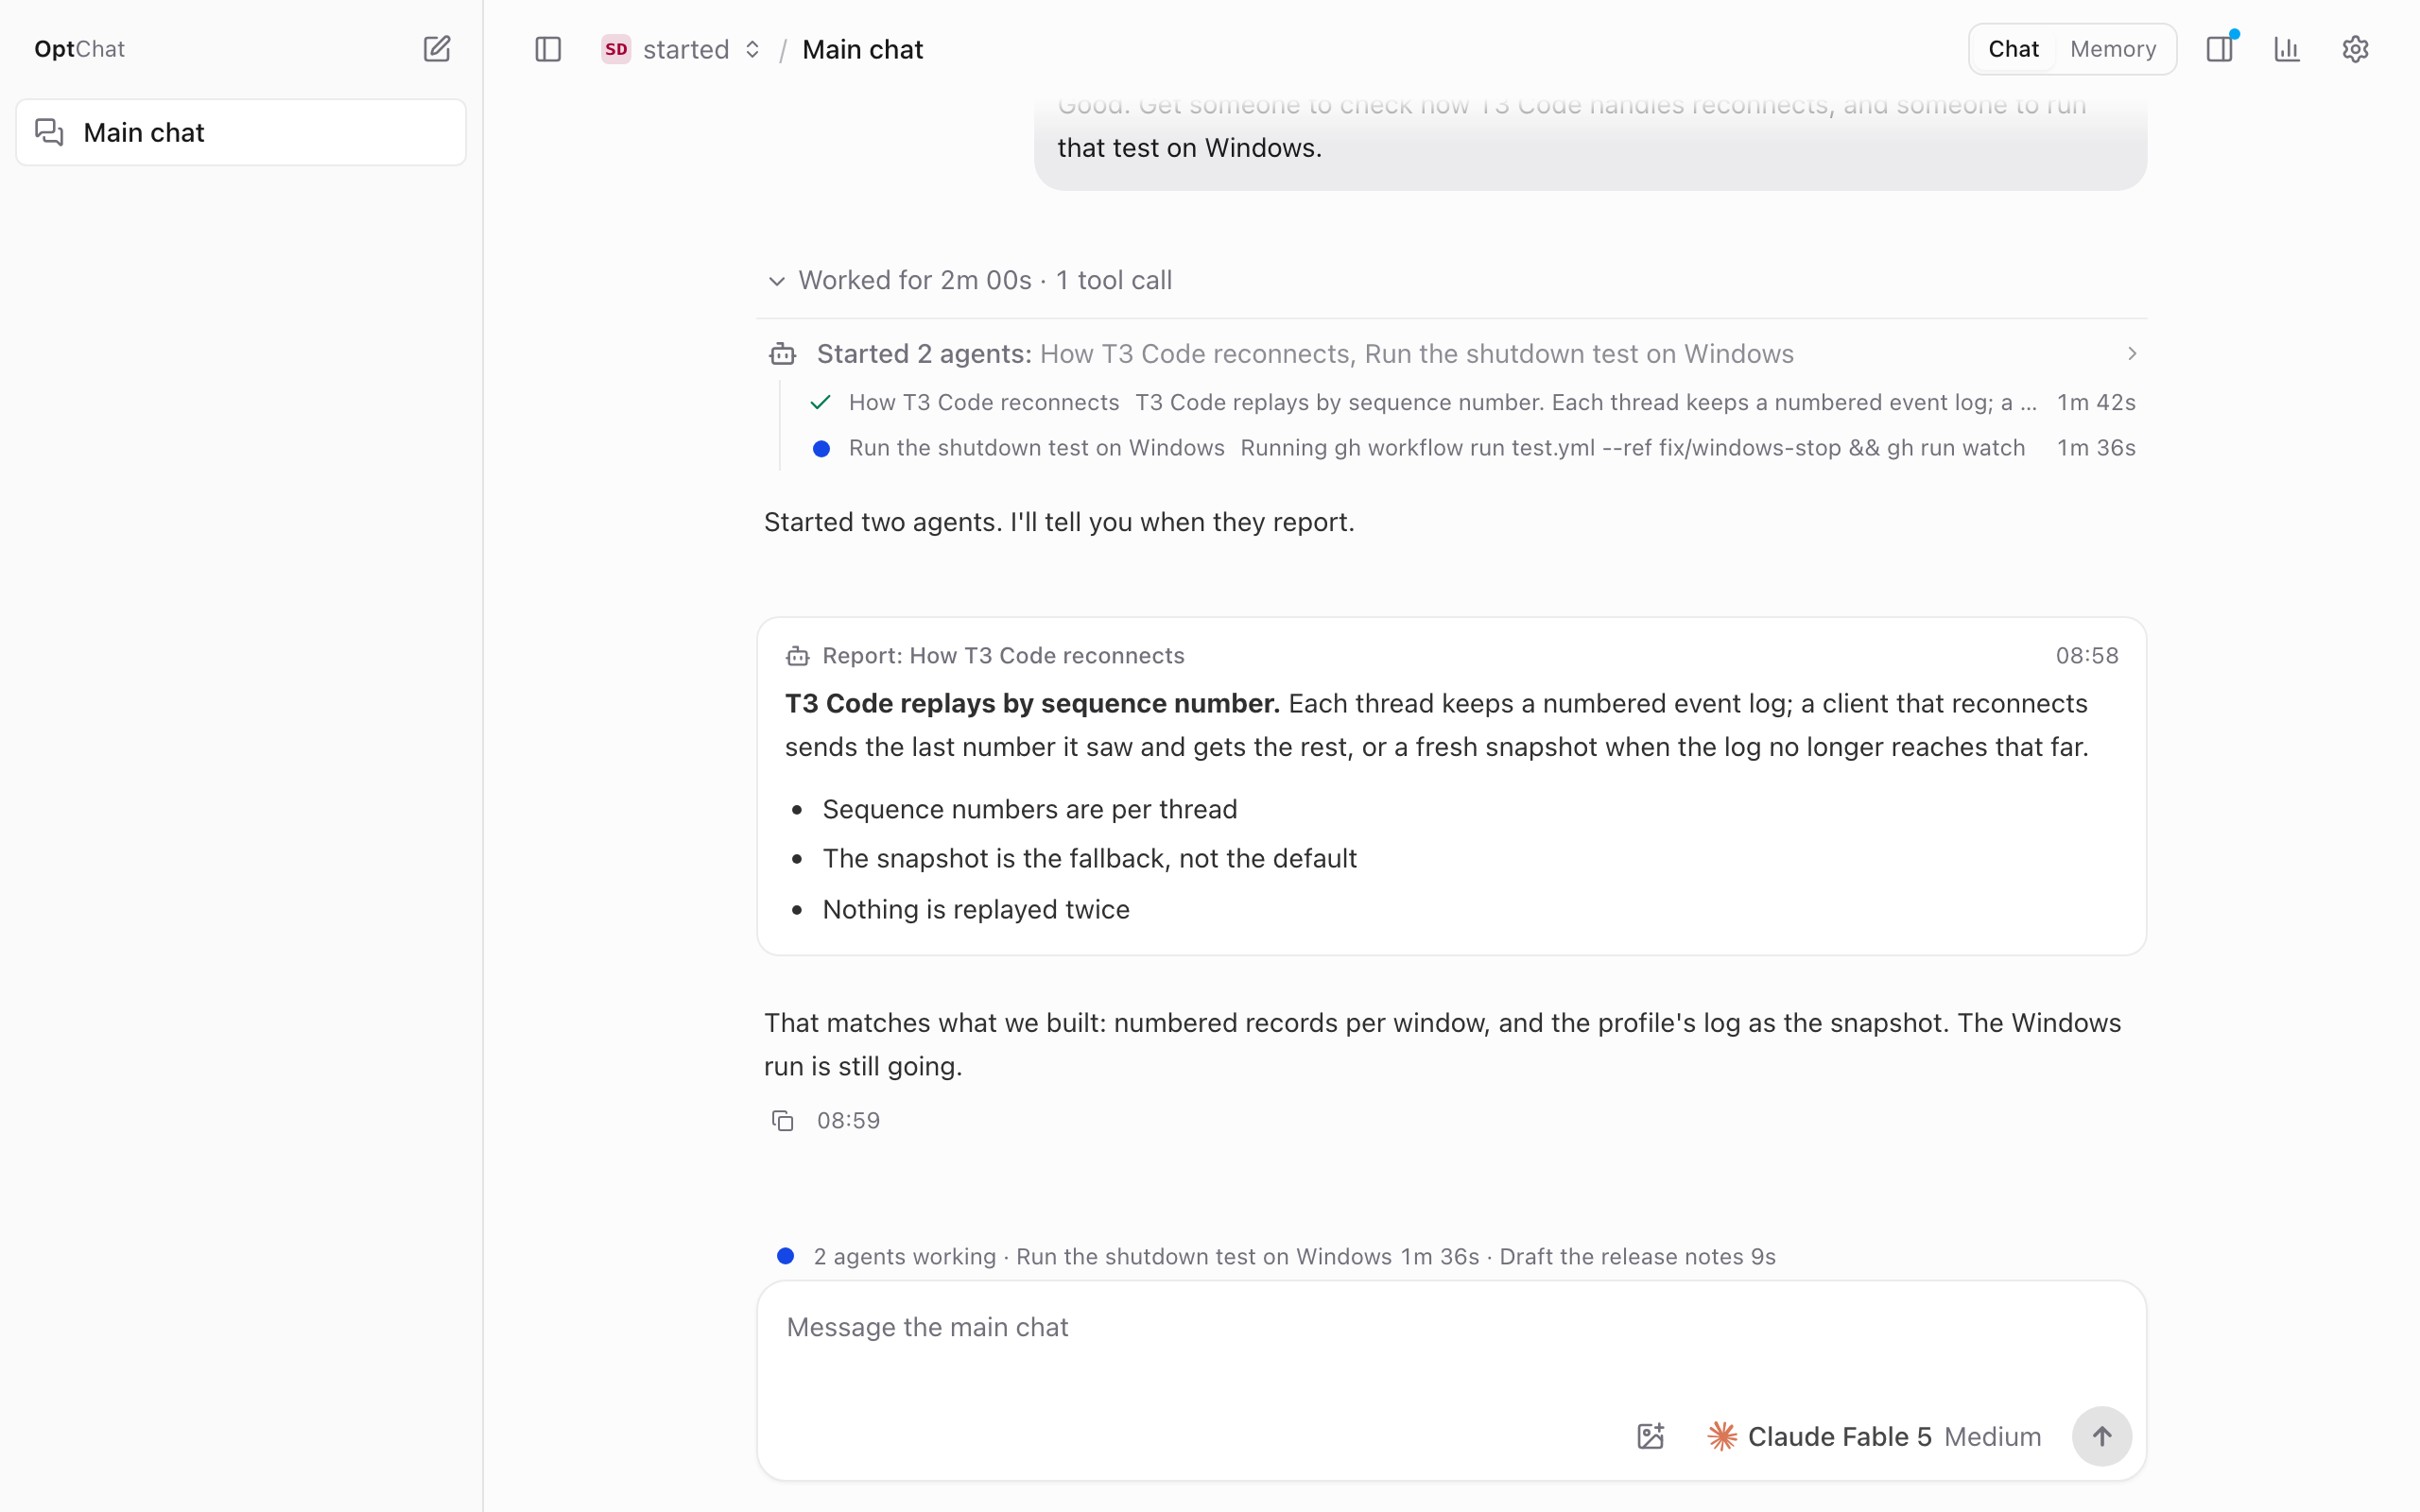 OptChat
Main chat
SD started / Main chat
Chat Memory
Good. Get someone to check how T3 Code handles reconnects, and someone to run
that test on Windows.
Worked for 2m 00s · 1 tool call
Started 2 agents: How T3 Code reconnects, Run the shutdown test on Windows
How T3 Code reconnects T3 Code replays by sequence number. Each thread keeps a numbered event log; a ... 1m 42s
Run the shutdown test on Windows Running gh workflow run test.yml --ref fix/windows-stop && gh run watch 1m 36s
Started two agents. I'll tell you when they report.
Report: How T3 Code reconnects 08:58
T3 Code replays by sequence number. Each thread keeps a numbered event log; a client that reconnects
sends the last number it saw and gets the rest, or a fresh snapshot when the log no longer reaches that far.
• Sequence numbers are per thread
• The snapshot is the fallback, not the default
• Nothing is replayed twice
That matches what we built: numbered records per window, and the profile's log as the snapshot. The Windows
run is still going.
08:59
2 agents working · Run the shutdown test on Windows 1m 36s · Draft the release notes 9s
Message the main chat
Claude Fable 5 Medium